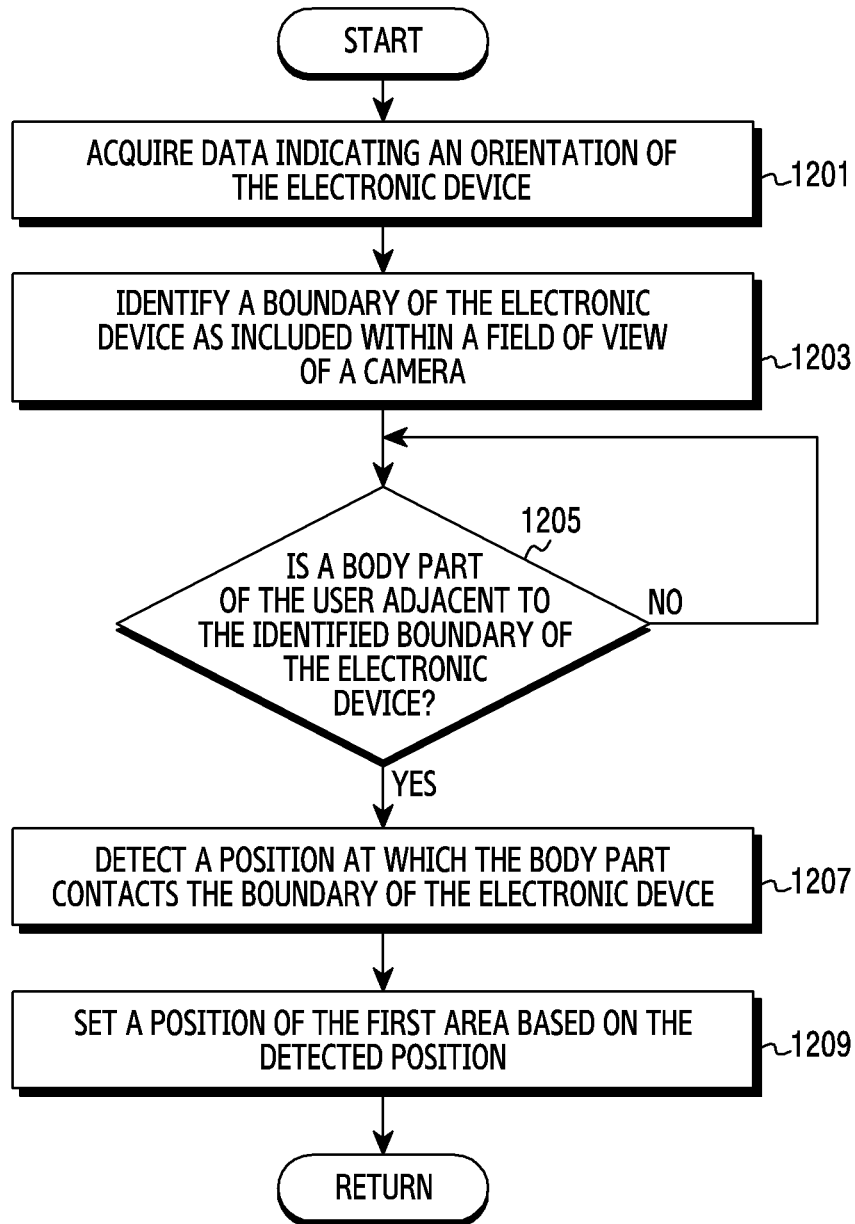 START
ACQUIRE DATA INDICATING AN ORIENTATION OF
THE ELECTRONIC DEVICE
1201
IDENTIFY A BOUNDARY OF THE ELECTRONIC
DEVICE AS INCLUDED WITHIN A FIELD OF VIEW
OF A CAMERA
1203
1205
IS A BODY PART
OF THE USER ADJACENT TO
THE IDENTIFIED BOUNDARY OF
THE ELECTRONIC
DEVICE?
NO
YES
DETECT A POSITION AT WHICH THE BODY PART
CONTACTS THE BOUNDARY OF THE ELECTRONIC DEVCE
1207
SET A POSITION OF THE FIRST AREA BASED ON THE
DETECTED POSITION
1209
RETURN